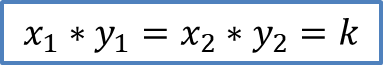 x₁ * y₁ = x₂ * y₂ = k